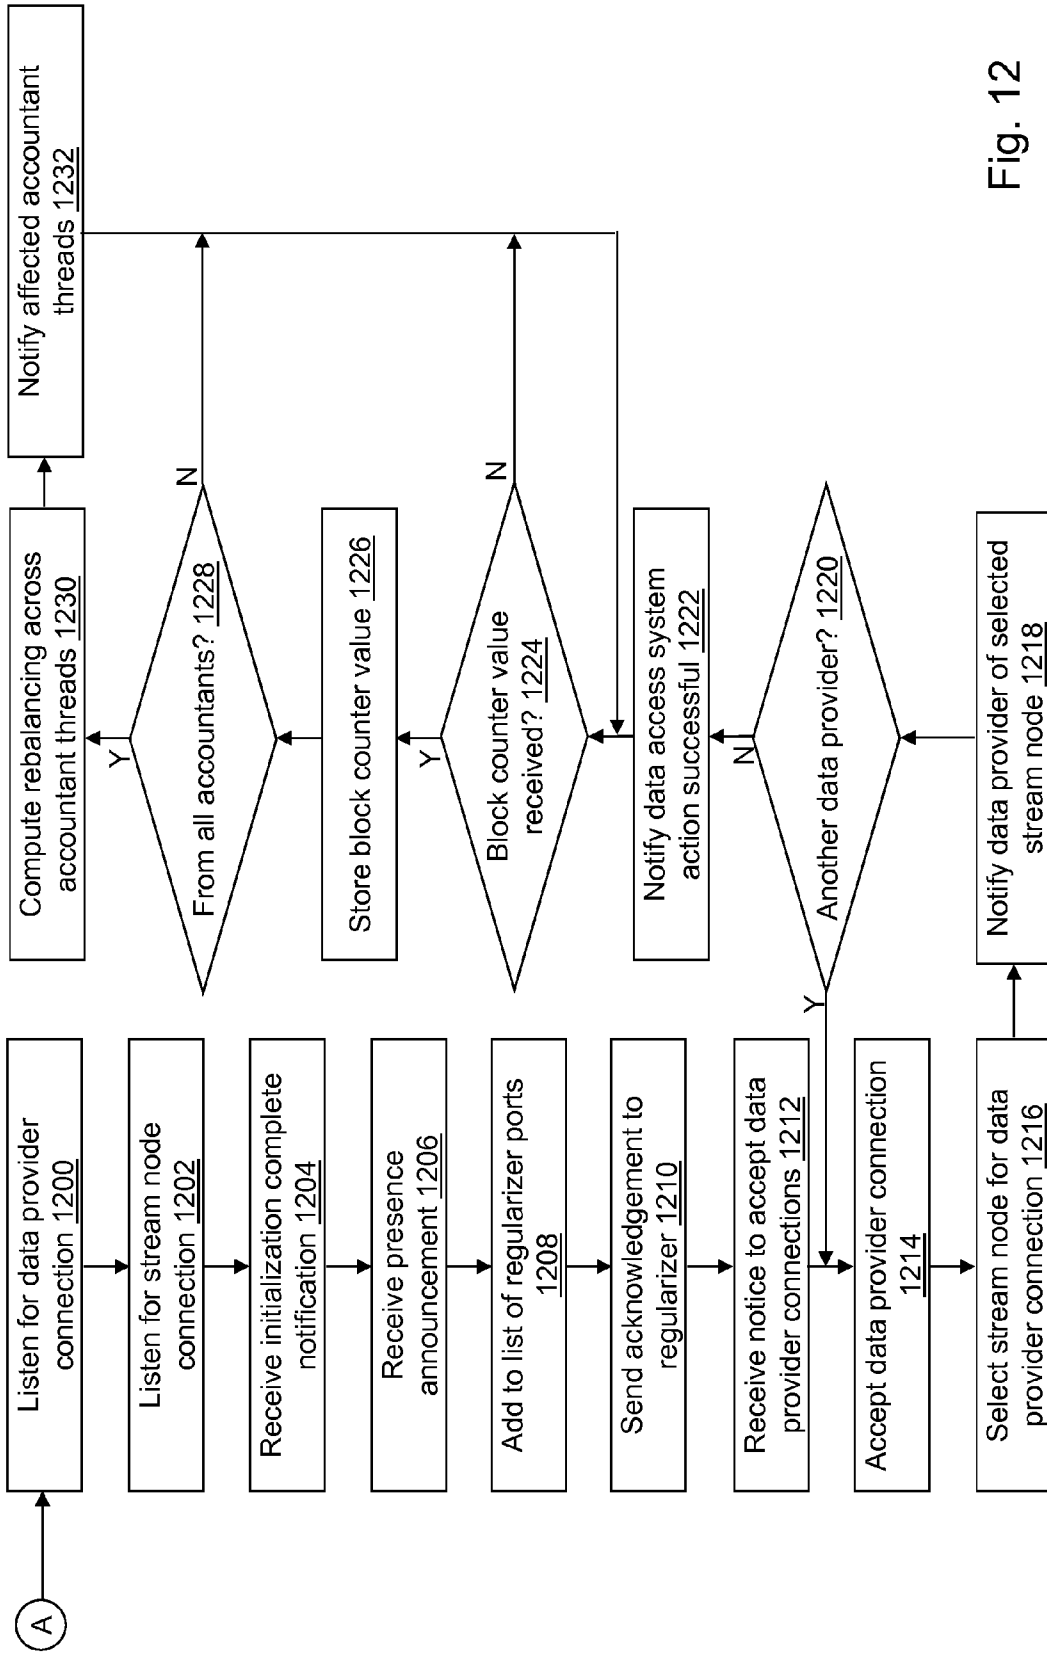 A
Listen for data provider
connection 1200
Listen for stream node
connection 1202
Receive initialization complete
notification 1204
Receive presence
announcement 1206
Add to list of regularizer ports
1208
Send acknowledgement to
regularizer 1210
Receive notice to accept data
provider connections 1212
Accept data provider connection
1214
Select stream node for data
provider connection 1216
Notify data provider of selected
stream node 1218
Another data provider? 1220
Y
N
Notify data access system
action successful 1222
Block counter value
received? 1224
Y
N
Store block counter value 1226
From all accountants? 1228
Y
N
Compute rebalancing across
accountant threads 1230
Notify affected accountant
threads 1232
Fig. 12